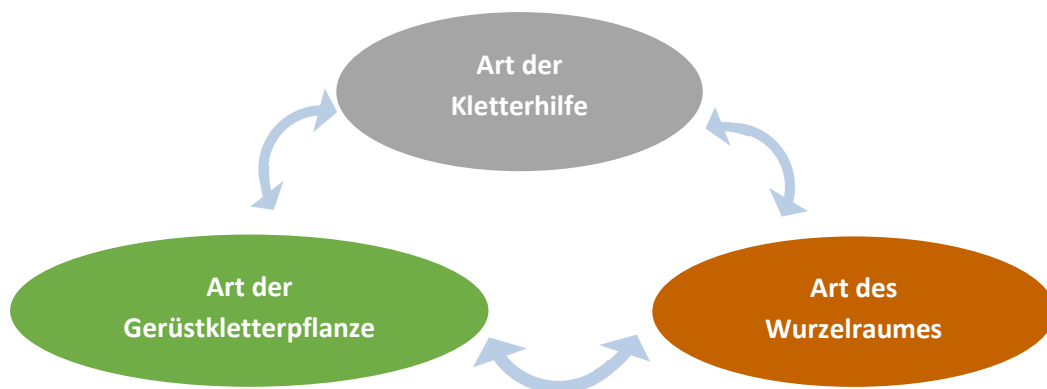 Art der
Kletterhilfe
Art der
Gerüstkletterpflanze
Art des
Wurzelraumes